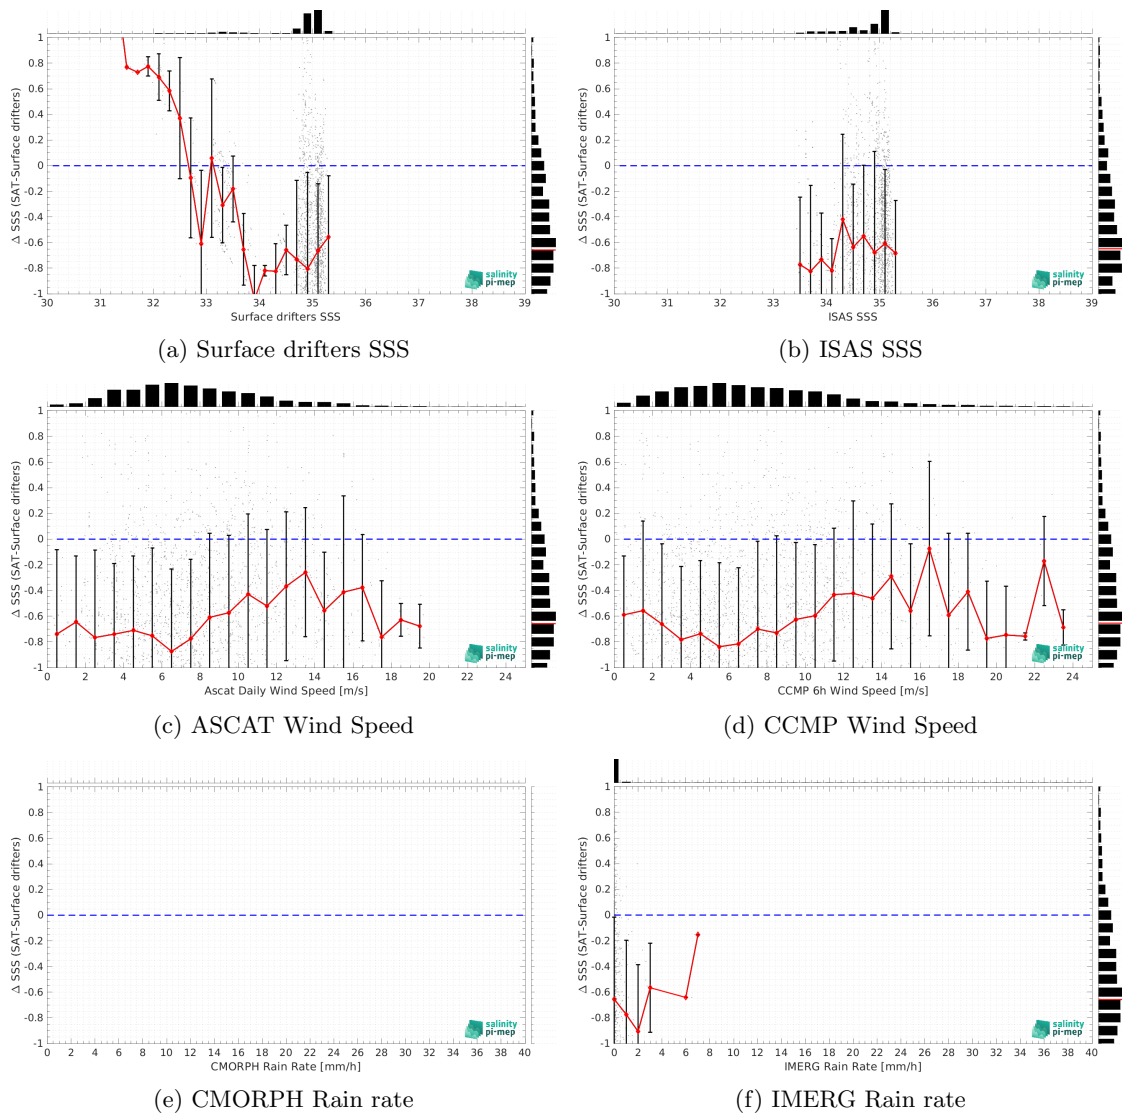 1
0.8
0.6
0.4
0.2
0
-0.2
-0.4
-0.6
-0.8
-1
Δ SSS (SAT-Surface drifters)
30 31 32 33 34 35 36 37 38 39
Surface drifters SSS
salinity
pi-mep
(a) Surface drifters SSS
1
0.8
0.6
0.4
0.2
0
-0.2
-0.4
-0.6
-0.8
-1
Δ SSS (SAT-Surface drifters)
30 31 32 33 34 35 36 37 38 39
ISAS SSS
salinity
pi-mep
(b) ISAS SSS
1
0.8
0.6
0.4
0.2
0
-0.2
-0.4
-0.6
-0.8
-1
Δ SSS (SAT-Surface drifters)
0 2 4 6 8 10 12 14 16 18 20 22 24
Ascat Daily Wind Speed [m/s]
salinity
pi-mep
(c) ASCAT Wind Speed
1
0.8
0.6
0.4
0.2
0
-0.2
-0.4
-0.6
-0.8
-1
Δ SSS (SAT-Surface drifters)
0 2 4 6 8 10 12 14 16 18 20 22 24
CCMP 6h Wind Speed [m/s]
salinity
pi-mep
(d) CCMP Wind Speed
1
0.8
0.6
0.4
0.2
0
-0.2
-0.4
-0.6
-0.8
-1
Δ SSS (SAT-Surface drifters)
0 2 4 6 8 10 12 14 16 18 20 22 24 26 28 30 32 34 36 38 40
CMORPH Rain Rate [mm/h]
salinity
pi-mep
(e) CMORPH Rain rate
1
0.8
0.6
0.4
0.2
0
-0.2
-0.4
-0.6
-0.8
-1
Δ SSS (SAT-Surface drifters)
0 2 4 6 8 10 12 14 16 18 20 22 24 26 28 30 32 34 36 38 40
IMERG Rain Rate [mm/h]
salinity
pi-mep
(f) IMERG Rain rate